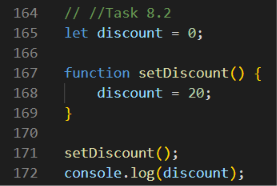 164 // //Task 8.2
165 let discount = 0;
166
167 function setDiscount() {
168     discount = 20;
169 }
170
171 setDiscount();
172 console.log(discount);